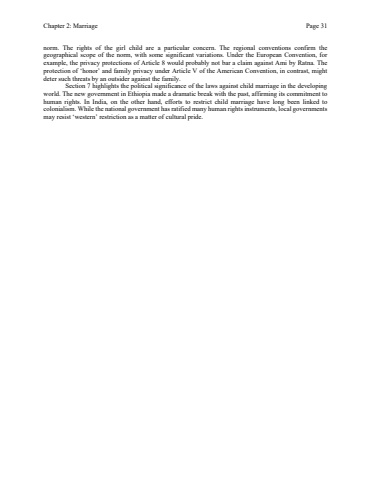 Chapter 2: Marriage Page 31
norm. The rights of the girl child are a particular concern. The regional conventions confirm the
geographical scope of the norm, with some significant variations. Under the European Convention, for
example, the privacy protections of Article 8 would probably not bar a claim against Ami by Ratna. The
protection of ‘honor’ and family privacy under Article V of the American Convention, in contrast, might
deter such threats by an outsider against the family.
Section 7 highlights the political significance of the laws against child marriage in the developing
world. The new government in Ethiopia made a dramatic break with the past, affirming its commitment to
human rights. In India, on the other hand, efforts to restrict child marriage have long been linked to
colonialism. While the national government has ratified many human rights instruments, local governments
may resist ‘western’ restriction as a matter of cultural pride.